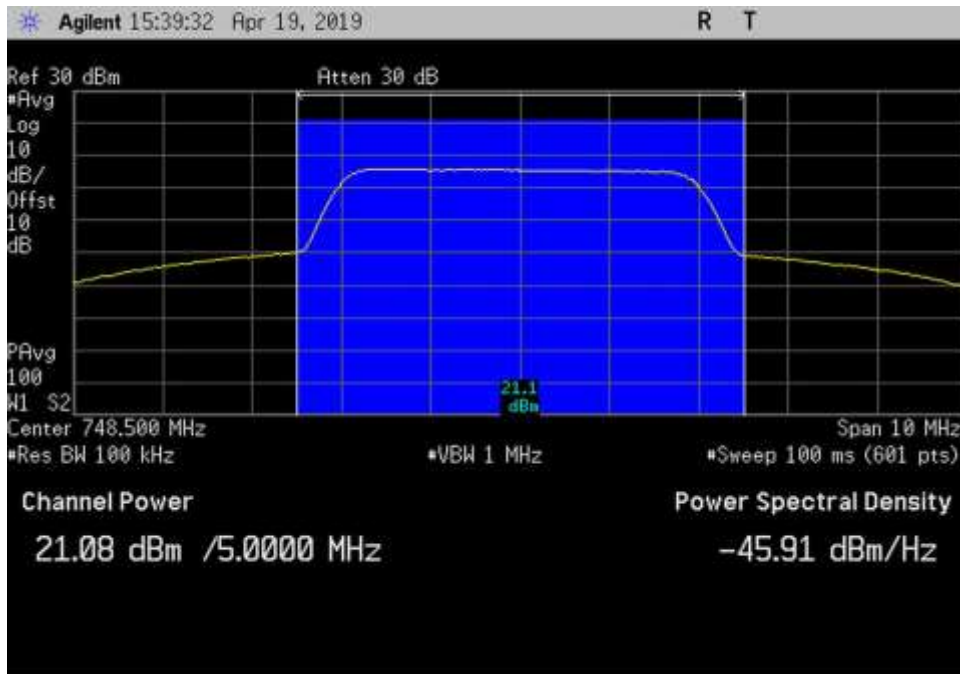 Agilent 15:39:32 Apr 19, 2019 R T
Ref 30 dBm Atten 30 dB
#Avg
Log
10
dB/
Offst
10
dB
21.1
dBm
PAvg
100
W1 S2
Center 748.500 MHz Span 10 MHz
#Res BW 100 kHz #VBW 1 MHz #Sweep 100 ms (601 pts)
Channel Power Power Spectral Density
21.08 dBm /5.0000 MHz -45.91 dBm/Hz